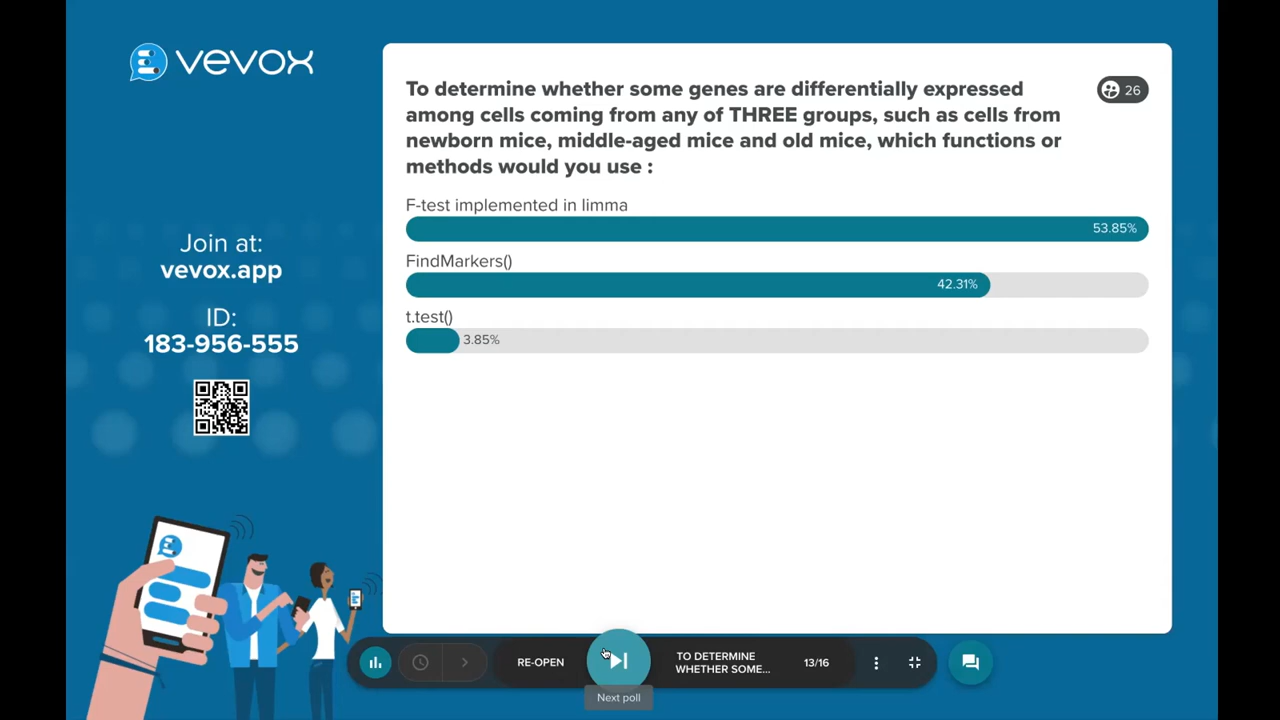 vevox
Join at:
vevox.app
ID:
183-956-555
To determine whether some genes are differentially expressed
among cells coming from any of THREE groups, such as cells from
newborn mice, middle-aged mice and old mice, which functions or
methods would you use :
26
F-test implemented in limma
53.85%
FindMarkers()
42.31%
t.test()
3.85%
RE-OPEN
TO DETERMINE
WHETHER SOME...
13/16
Next poll